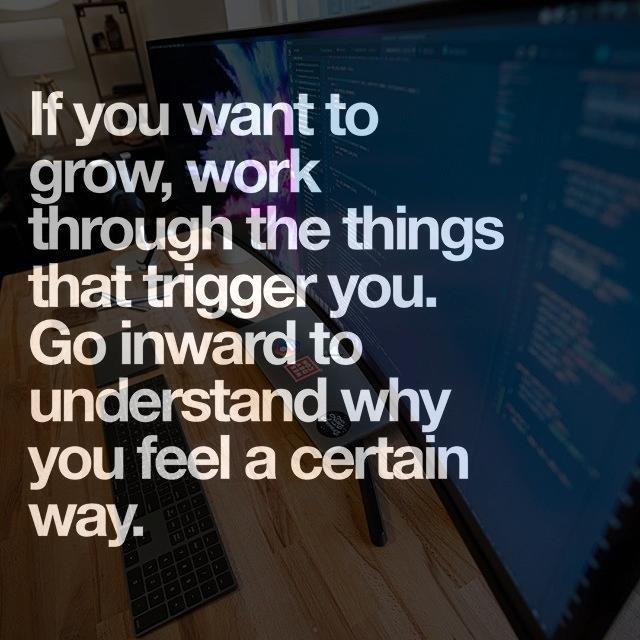 If you want to
grow, work
through the things
that trigger you.
Go inward to
understand why
you feel a certain
way.